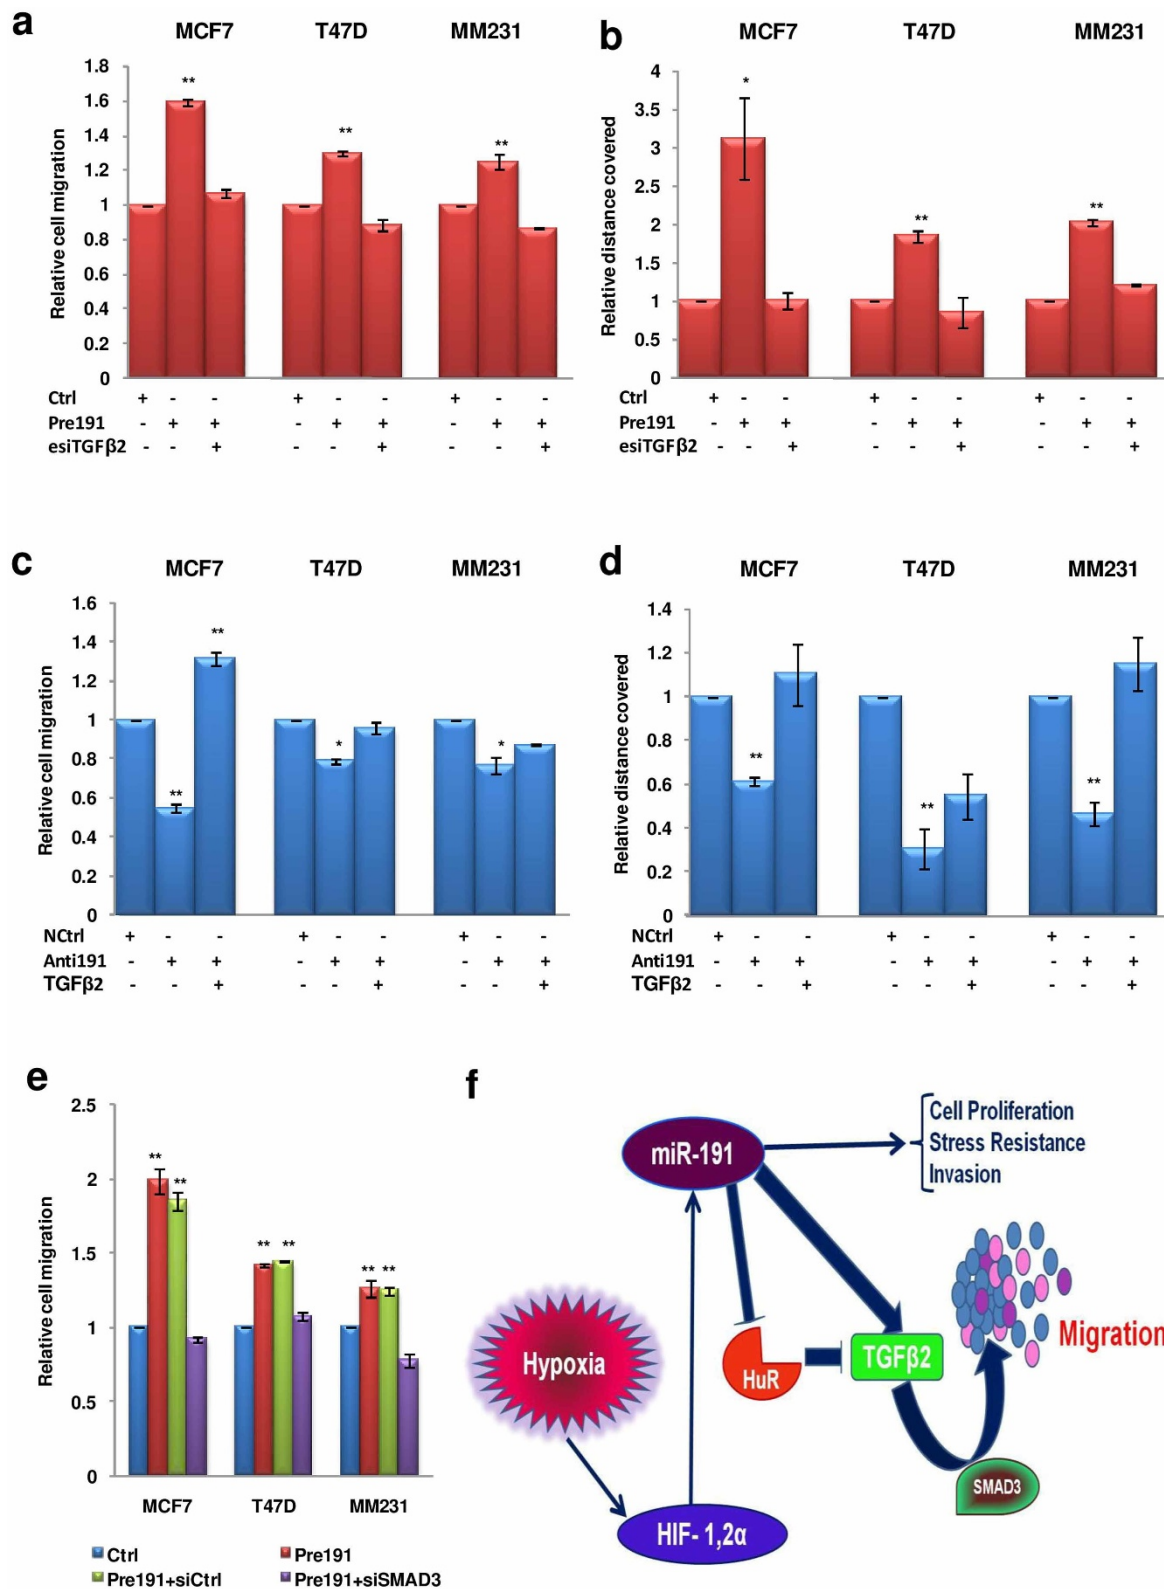 a
MCF7 T47D MM231
Relative cell migration
1.8
1.6
1.4
1.2
1
0.8
0.6
0.4
0.2
0
** ** **
Ctrl + - - + - - + - -
Pre191 - + + - + + - + +
esiTGFβ2 - - + - - + - - +
b
MCF7 T47D MM231
Relative distance covered
4
3.5
3
2.5
2
1.5
1
0.5
0
* ** **
Ctrl + - - + - - + - -
Pre191 - + + - + + - + +
esiTGFβ2 - - + - - + - - +
c
MCF7 T47D MM231
Relative cell migration
1.6
1.4
1.2
1
0.8
0.6
0.4
0.2
0
** ** * *
NCtrl + - - + - - + - -
Anti191 - + + - + + - + +
TGFβ2 - - + - - + - - +
d
MCF7 T47D MM231
Relative distance covered
1.4
1.2
1
0.8
0.6
0.4
0.2
0
** ** **
NCtrl + - - + - - + - -
Anti191 - + + - + + - + +
TGFβ2 - - + - - + - - +
e
Relative cell migration
2.5
2
1.5
1
0.5
0
** ** ** ** ** **
MCF7 T47D MM231
Ctrl Pre191
Pre191+siCtrl Pre191+siSMAD3
f
miR-191
Cell Proliferation
Stress Resistance
Invasion
Hypoxia
HuR
TGFβ2
Migration
SMAD3
HIF- 1,2α